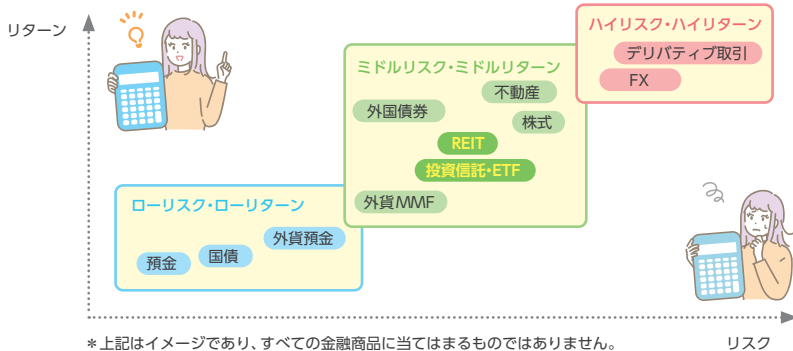 リターン
ハイリスク・ハイリターン
デリバティブ取引
FX
ミドルリスク・ミドルリターン
不動産
外国債券
株式
REIT
投資信託・ETF
外貨MMF
ローリスク・ローリターン
外貨預金
国債
預金
＊上記はイメージであり、すべての金融商品に当てはまるものではありません。
リスク